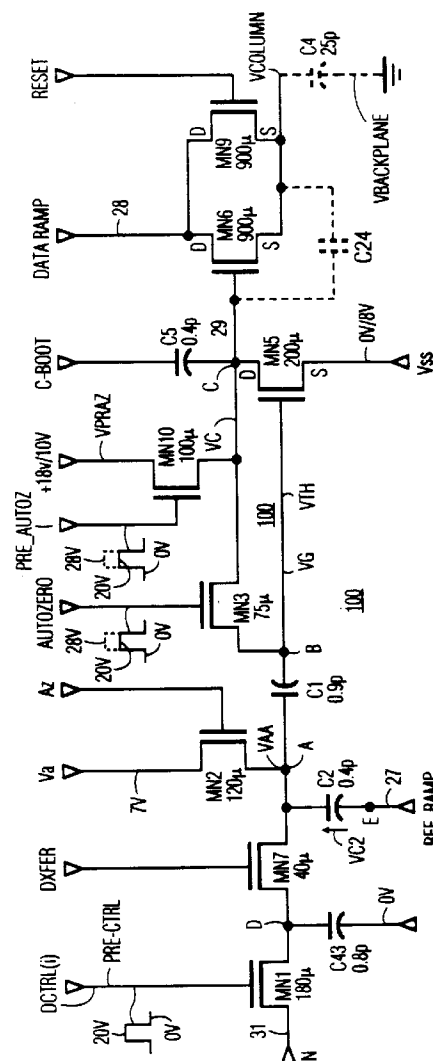 DCTRL(i)
PRE-CTRL
20V
0V
31
MN1
180µ
D
C43
0.8p
0V
DXFER
MN7
40µ
Va
7V
Az
MN2
120µ
VAA
A
C2
0.4p
VC2
E
27
C1
0.9p
B
AUTOZERO
28V
20V
0V
MN3
75µ
PRE_AUTOZ
28V
20V
0V
+18v/10V
VPRAZ
MN10
100µ
VC
VG
VTH
100
100
C-BOOT
C5
0.4p
C
29
D
MN5
200µ
S
0V/8V
Vss
DATA RAMP
28
D
MN6
900µ
S
C24
RESET
D
MN9
900µ
S
VCOLUMN
C4
25p
VBACKPLANE